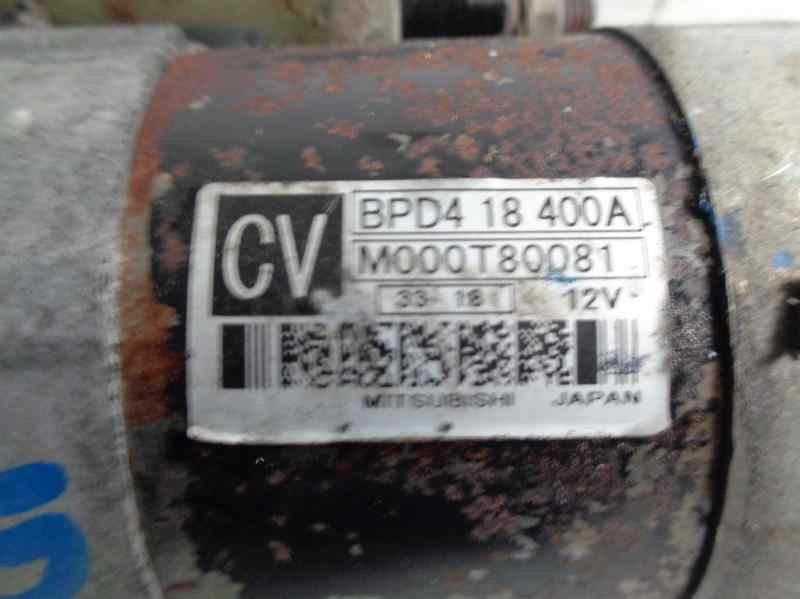 CV
BPD4 18 400A
M000T80081
33-18 12V
MITSUBISHI JAPAN